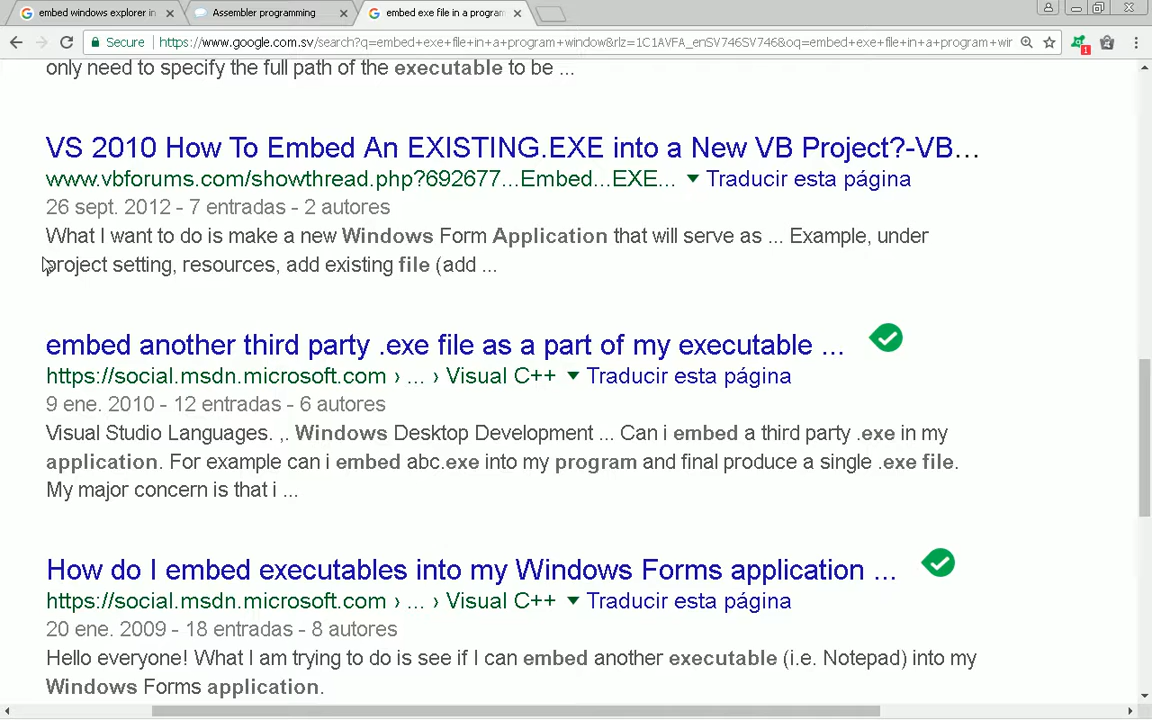 embed windows explorer in
Assembler programming
embed exe file in a program
Secure
https://www.google.com.sv/search?q=embed+exe+file+in+a+program+window&rlz=1C1AVFA_enSV746SV746&oq=embed+exe+file+in+a+program+wir
1
only need to specify the full path of the executable to be ...
VS 2010 How To Embed An EXISTING.EXE into a New VB Project?-VB...
www.vbforums.com/showthread.php?692677...Embed...EXE... ▼ Traducir esta página
26 sept. 2012 - 7 entradas - 2 autores
What I want to do is make a new Windows Form Application that will serve as ... Example, under
project setting, resources, add existing file (add ...
embed another third party .exe file as a part of my executable ...
https://social.msdn.microsoft.com › ... › Visual C++ ▼ Traducir esta página
9 ene. 2010 - 12 entradas - 6 autores
Visual Studio Languages. ,. Windows Desktop Development ... Can i embed a third party .exe in my
application. For example can i embed abc.exe into my program and final produce a single .exe file.
My major concern is that i ...
How do I embed executables into my Windows Forms application ...
https://social.msdn.microsoft.com › ... › Visual C++ ▼ Traducir esta página
20 ene. 2009 - 18 entradas - 8 autores
Hello everyone! What I am trying to do is see if I can embed another executable (i.e. Notepad) into my
Windows Forms application.